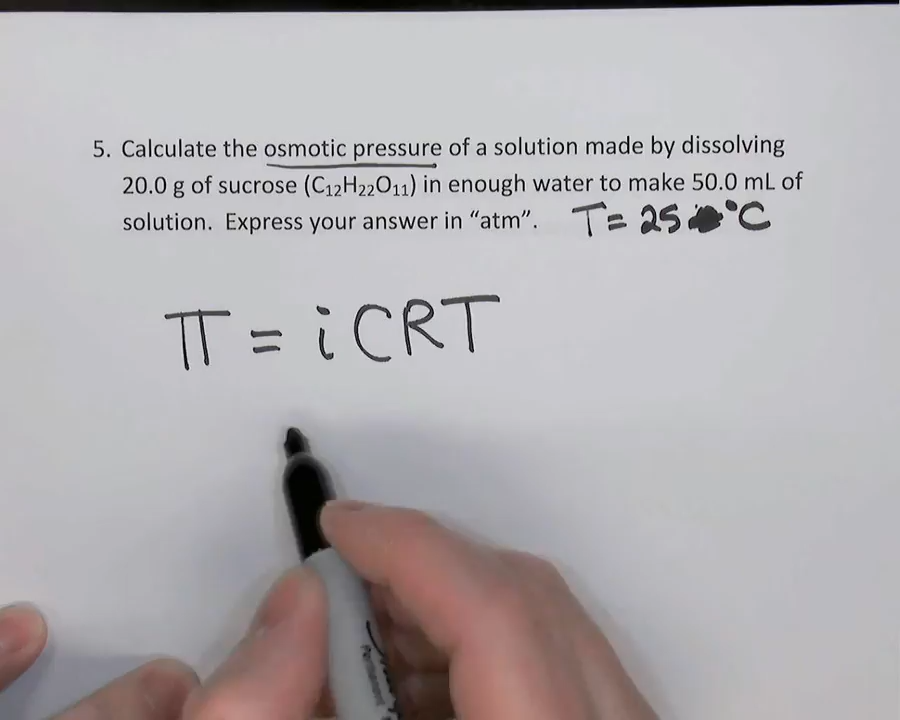 5. Calculate the osmotic pressure of a solution made by dissolving
20.0 g of sucrose (C₁₂H₂₂O₁₁) in enough water to make 50.0 mL of
solution. Express your answer in “atm”. T = 25 °C
π = iCRT